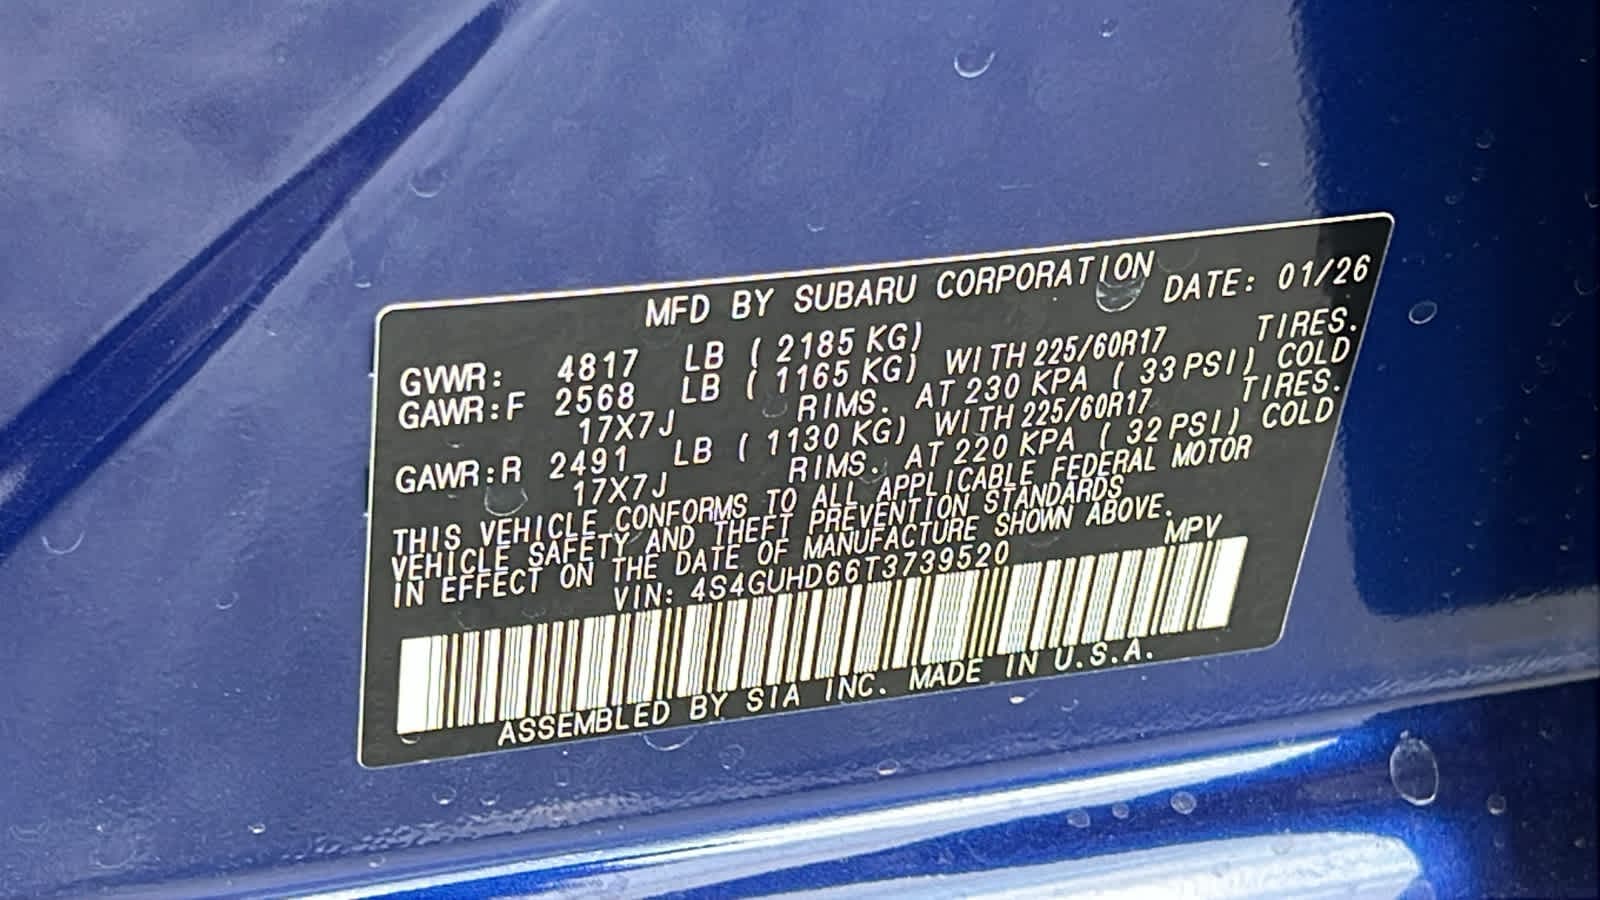 MFD BY SUBARU CORPORATION DATE: 01/26
GVWR: 4817 LB ( 2185 KG)
GAWR:F 2568 LB ( 1165 KG) WITH 225/60R17 TIRES.
17X7J RIMS. AT 230 KPA ( 33 PSI) COLD
GAWR:R 2491 LB ( 1130 KG) WITH 225/60R17 TIRES.
17X7J RIMS. AT 220 KPA ( 32 PSI) COLD
THIS VEHICLE CONFORMS TO ALL APPLICABLE FEDERAL MOTOR
VEHICLE SAFETY AND THEFT PREVENTION STANDARDS
IN EFFECT ON THE DATE OF MANUFACTURE SHOWN ABOVE.
VIN: 4S4GUHD66T3739520 MPV
ASSEMBLED BY SIA INC. MADE IN U.S.A.